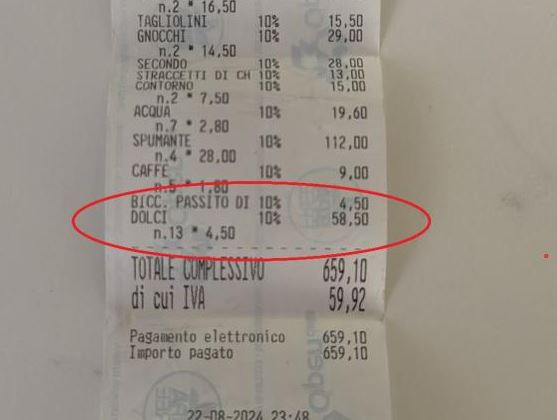 n.2 * 16,50
TAGLIOLINI 10% 15,50
GNOCCHI 10% 29,00
n.2 * 14,50
SECONDO 10% 28,00
STRACCETTI DI CH 10% 13,00
CONTORNO 10% 15,00
n.2 * 7,50
ACQUA 10% 19,60
n.7 * 2,80
SPUMANTE 10% 112,00
n.4 * 28,00
CAFFE 10% 9,00
n.5 * 1,80
BICC. PASSITO DI 10% 4,50
DOLCI 10% 58,50
n.13 * 4,50
TOTALE COMPLESSIVO 659,10
di cui IVA 59,92
Pagamento elettronico 659,10
Importo pagato 659,10
22-08-2024 23:48